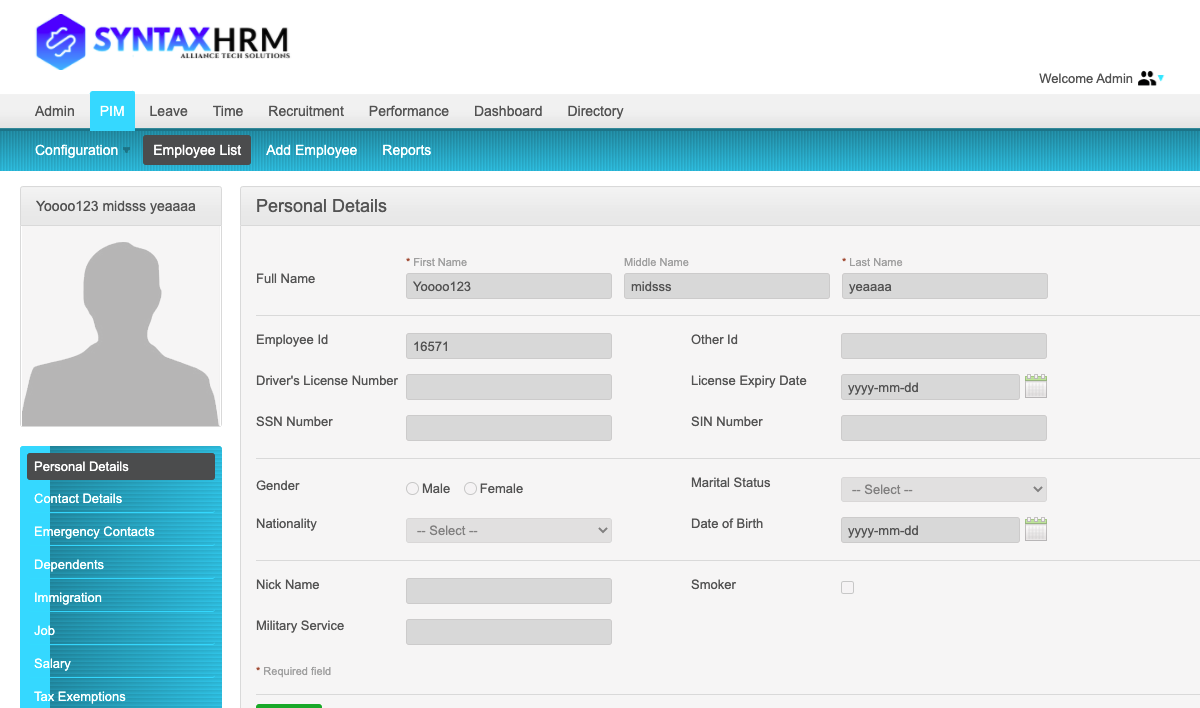 SYNTAXHRM
ALLIANCE TECH SOLUTIONS
Welcome Admin
Admin PIM Leave Time Recruitment Performance Dashboard Directory
Configuration Employee List Add Employee Reports
Yoooo123 midsss yeaaaa
Personal Details
Contact Details
Emergency Contacts
Dependents
Immigration
Job
Salary
Tax Exemptions
Personal Details
* First Name Middle Name * Last Name
Full Name Yoooo123 midsss yeaaaa
Employee Id 16571 Other Id
Driver's License Number License Expiry Date yyyy-mm-dd
SSN Number SIN Number
Gender Male Female Marital Status -- Select --
Nationality -- Select -- Date of Birth yyyy-mm-dd
Nick Name Smoker
Military Service
* Required field